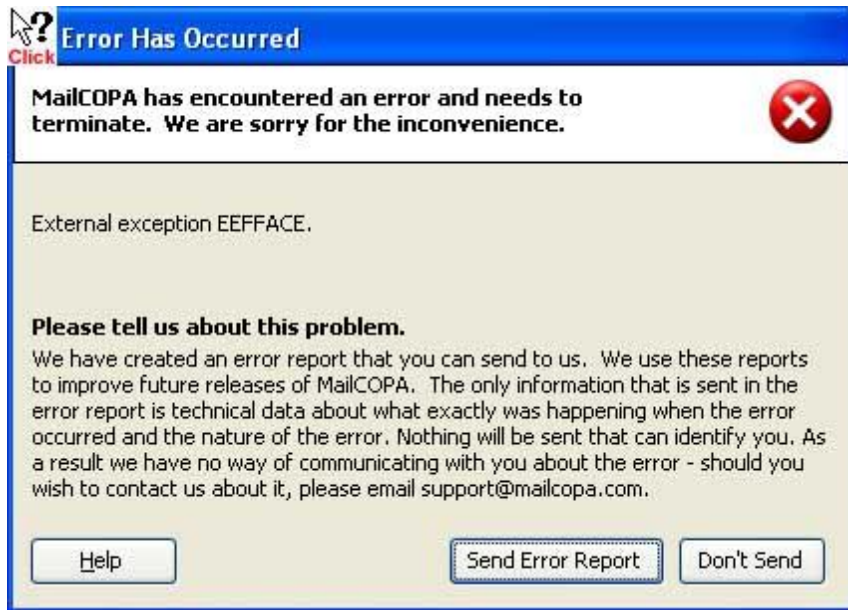 ?
Click
Error Has Occurred
MailCOPA has encountered an error and needs to
terminate. We are sorry for the inconvenience.
External exception EEFFACE.
Please tell us about this problem.
We have created an error report that you can send to us. We use these reports
to improve future releases of MailCOPA. The only information that is sent in the
error report is technical data about what exactly was happening when the error
occurred and the nature of the error. Nothing will be sent that can identify you. As
a result we have no way of communicating with you about the error - should you
wish to contact us about it, please email support@mailcopa.com.
Help
Send Error Report
Don't Send